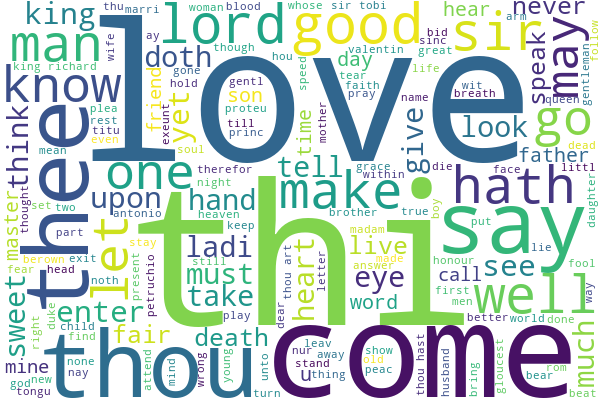 king
thu
marri
blood
woman
whose
sir tobi
arm
never
lord
good
sir
hear
may
follow
man
wife
ay
though
valentin
bid
sinc
great
king richard
doth
day
hou
speak
gentleman
know
gone
hold
gentl
tear
faith
pray
speed
life
wit
breath
queen
plea
rest
titu
friend
yet
son
proteu
till
princ
exeunt
time
mother
name
look
go
dead
love
thee
think
mean
even
soul
one
therefor
tell
give
father
thought
set
two
night
make
grace
within
die
face
hath
littl
upon
hand
heaven
brother
true
boy
daughter
master
let
part
antonio
keep
thi
put
say
fear
berown
exit
stay
ladi
still
madam
made
answer
live
eye
see
lie
fool
sweet
head
noth
must
heart
letter
call
honour
well
enter
present
petruchio
take
play
dear
thou art
word
first
men
way
right
duke
child
find
fair
death
better
world
done
much
mine
none
nay
attend
mind
wrong
young
leav
away
show
old
thou hast
husband
gloucest
rom
god
new
tongu
thou
unto
turn
nur
stand
u
thing
peac
come
bring
bear
beat